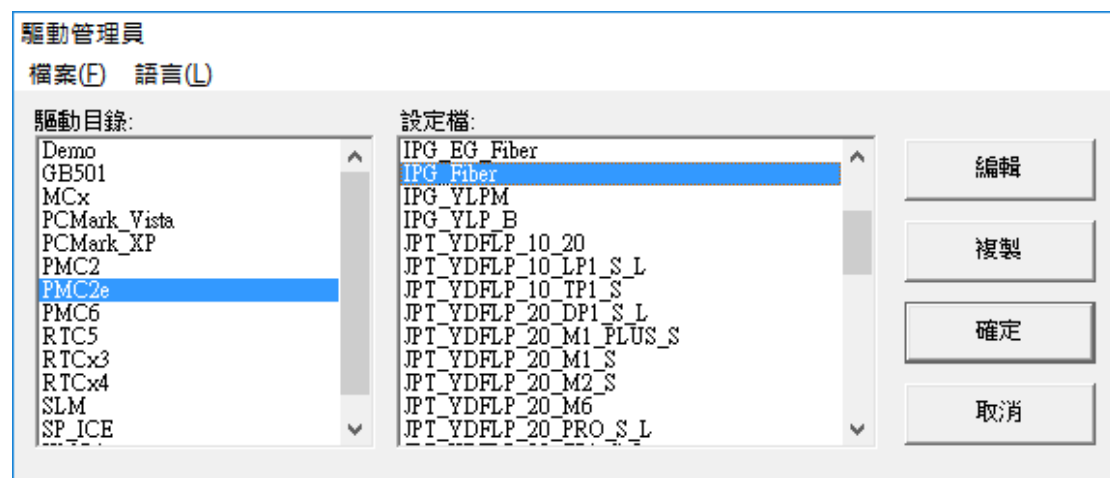 驅動管理員
檔案(F) 語言(L)
驅動目錄:
Demo
GB501
MCx
PCMark_Vista
PCMark_XP
PMC2
PMC2e
PMC6
RTC5
RTCx3
RTCx4
SLM
SP_ICE
設定檔:
IPG_EG_Fiber
IPG_Fiber
IPG_YLPM
IPG_YLP_B
JPT_YDFLP_10_20
JPT_YDFLP_10_LP1_S_L
JPT_YDFLP_10_TP1_S
JPT_YDFLP_20_DP1_S_L
JPT_YDFLP_20_M1_PLUS_S
JPT_YDFLP_20_M1_S
JPT_YDFLP_20_M2_S
JPT_YDFLP_20_M6
JPT_YDFLP_20_PRO_S_L
編輯
複製
確定
取消